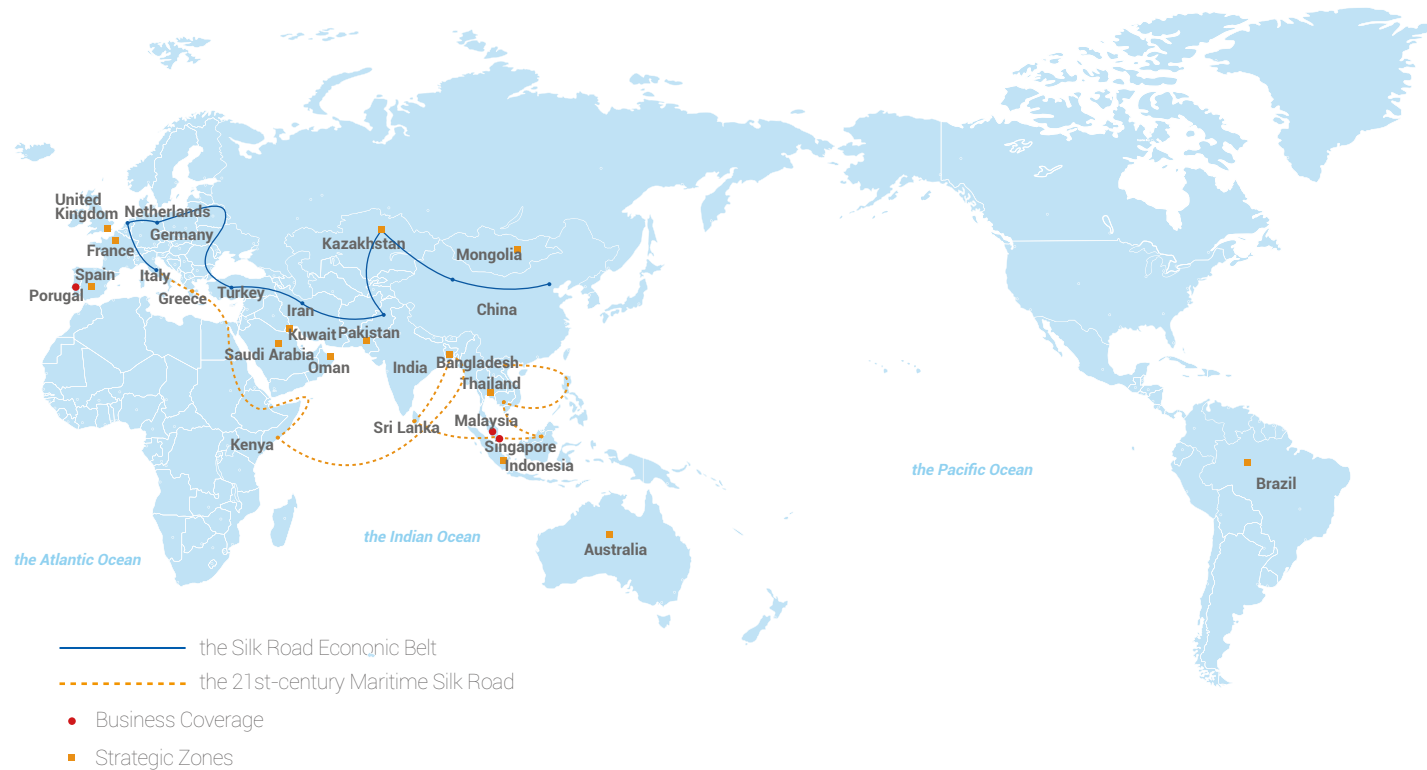 United
Kingdom
Netherlands
Germany
France
Kazakhstan
Mongolia
Spain
Italy
Porugal
Greece
Turkey
Iran
China
Kuwait
Pakistan
Saudi Arabia
Oman
India
Bangladesh
Thailand
Sri Lanka
Malaysia
Kenya
Singapore
Indonesia
the Pacific Ocean
Brazil
the Indian Ocean
Australia
the Atlantic Ocean
the Silk Road Econonic Belt
the 21st-century Maritime Silk Road
Business Coverage
Strategic Zones